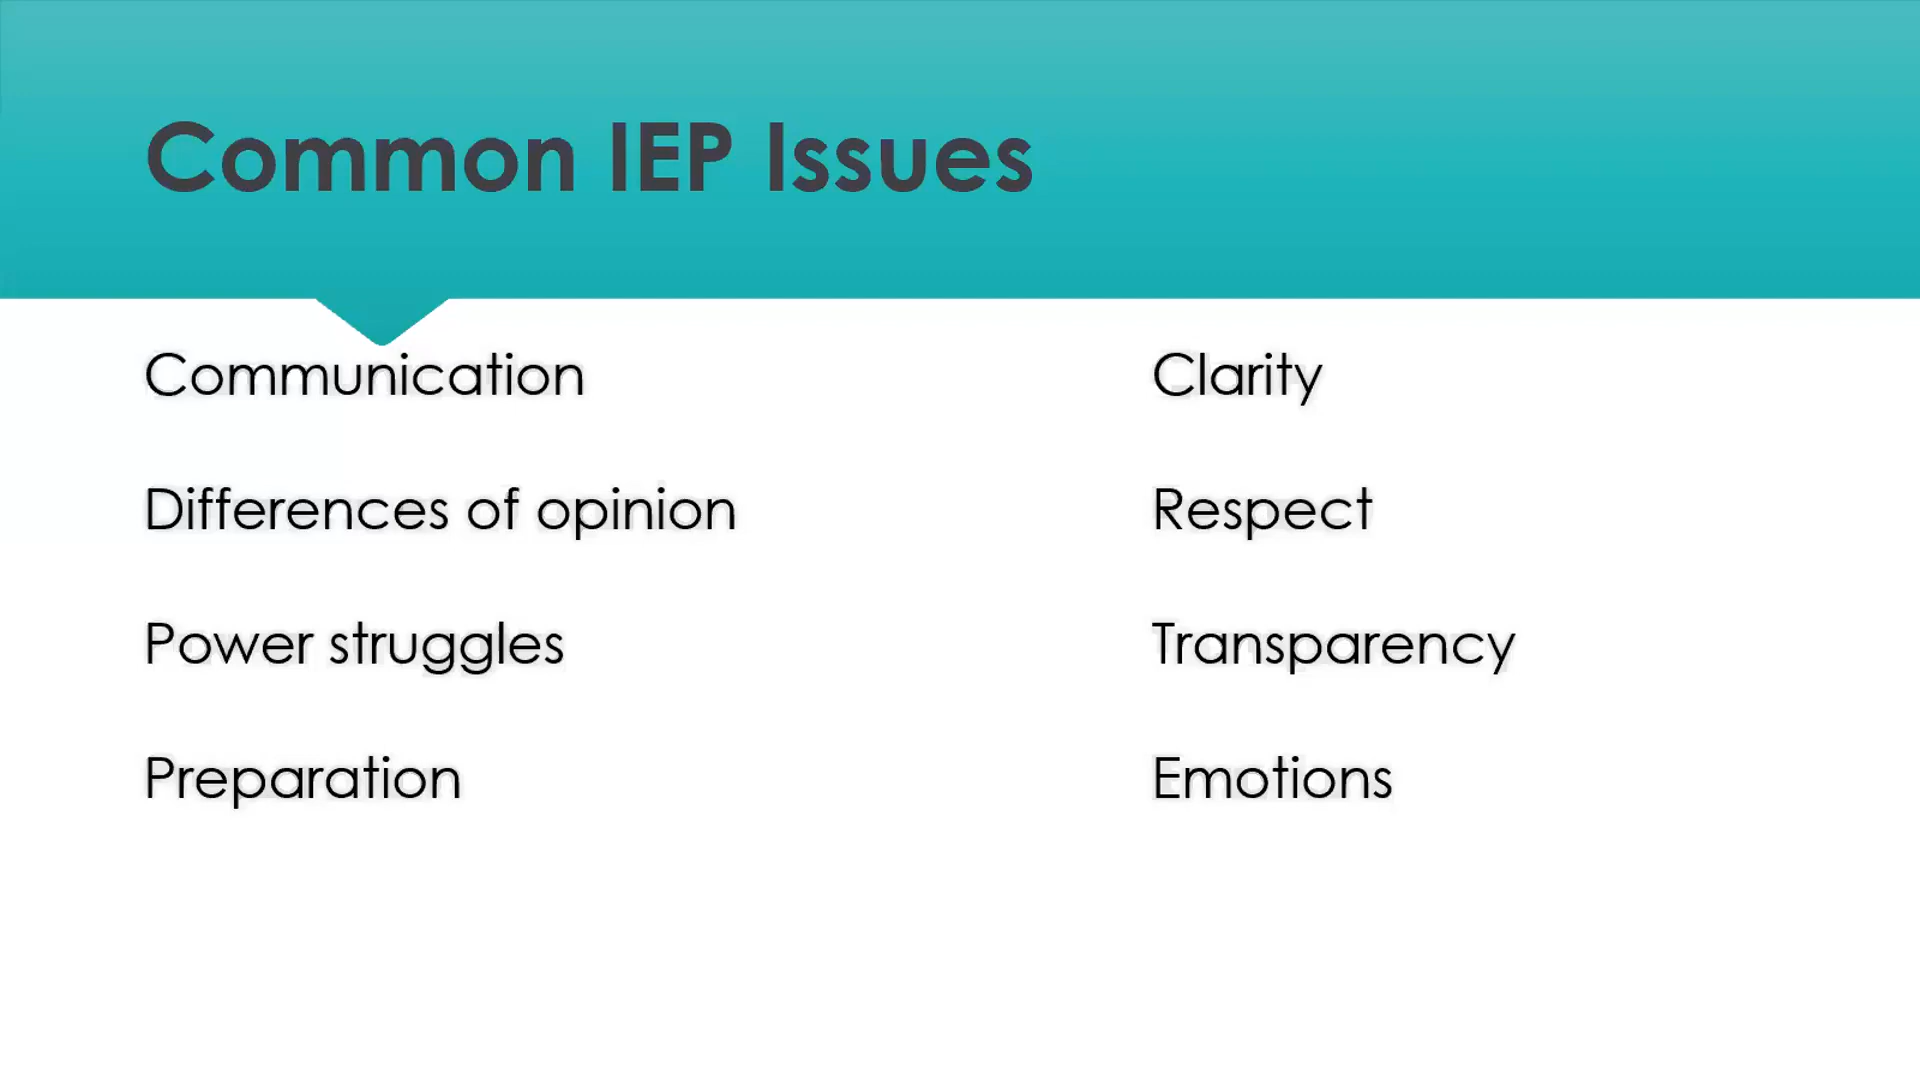 Common IEP Issues
Communication
Differences of opinion
Power struggles
Preparation
Clarity
Respect
Transparency
Emotions